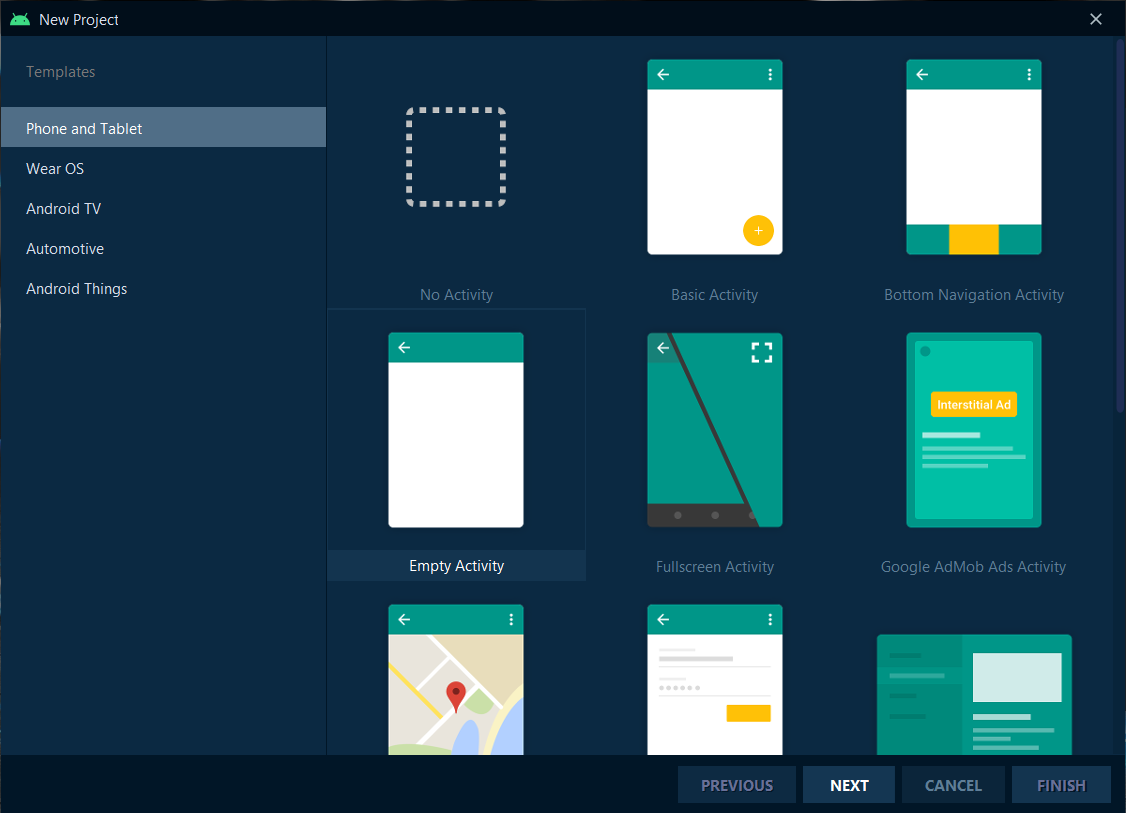 New Project
Templates
Phone and Tablet
Wear OS
Android TV
Automotive
Android Things
No Activity
Basic Activity
Bottom Navigation Activity
Interstitial Ad
Empty Activity
Fullscreen Activity
Google AdMob Ads Activity
PREVIOUS
NEXT
CANCEL
FINISH